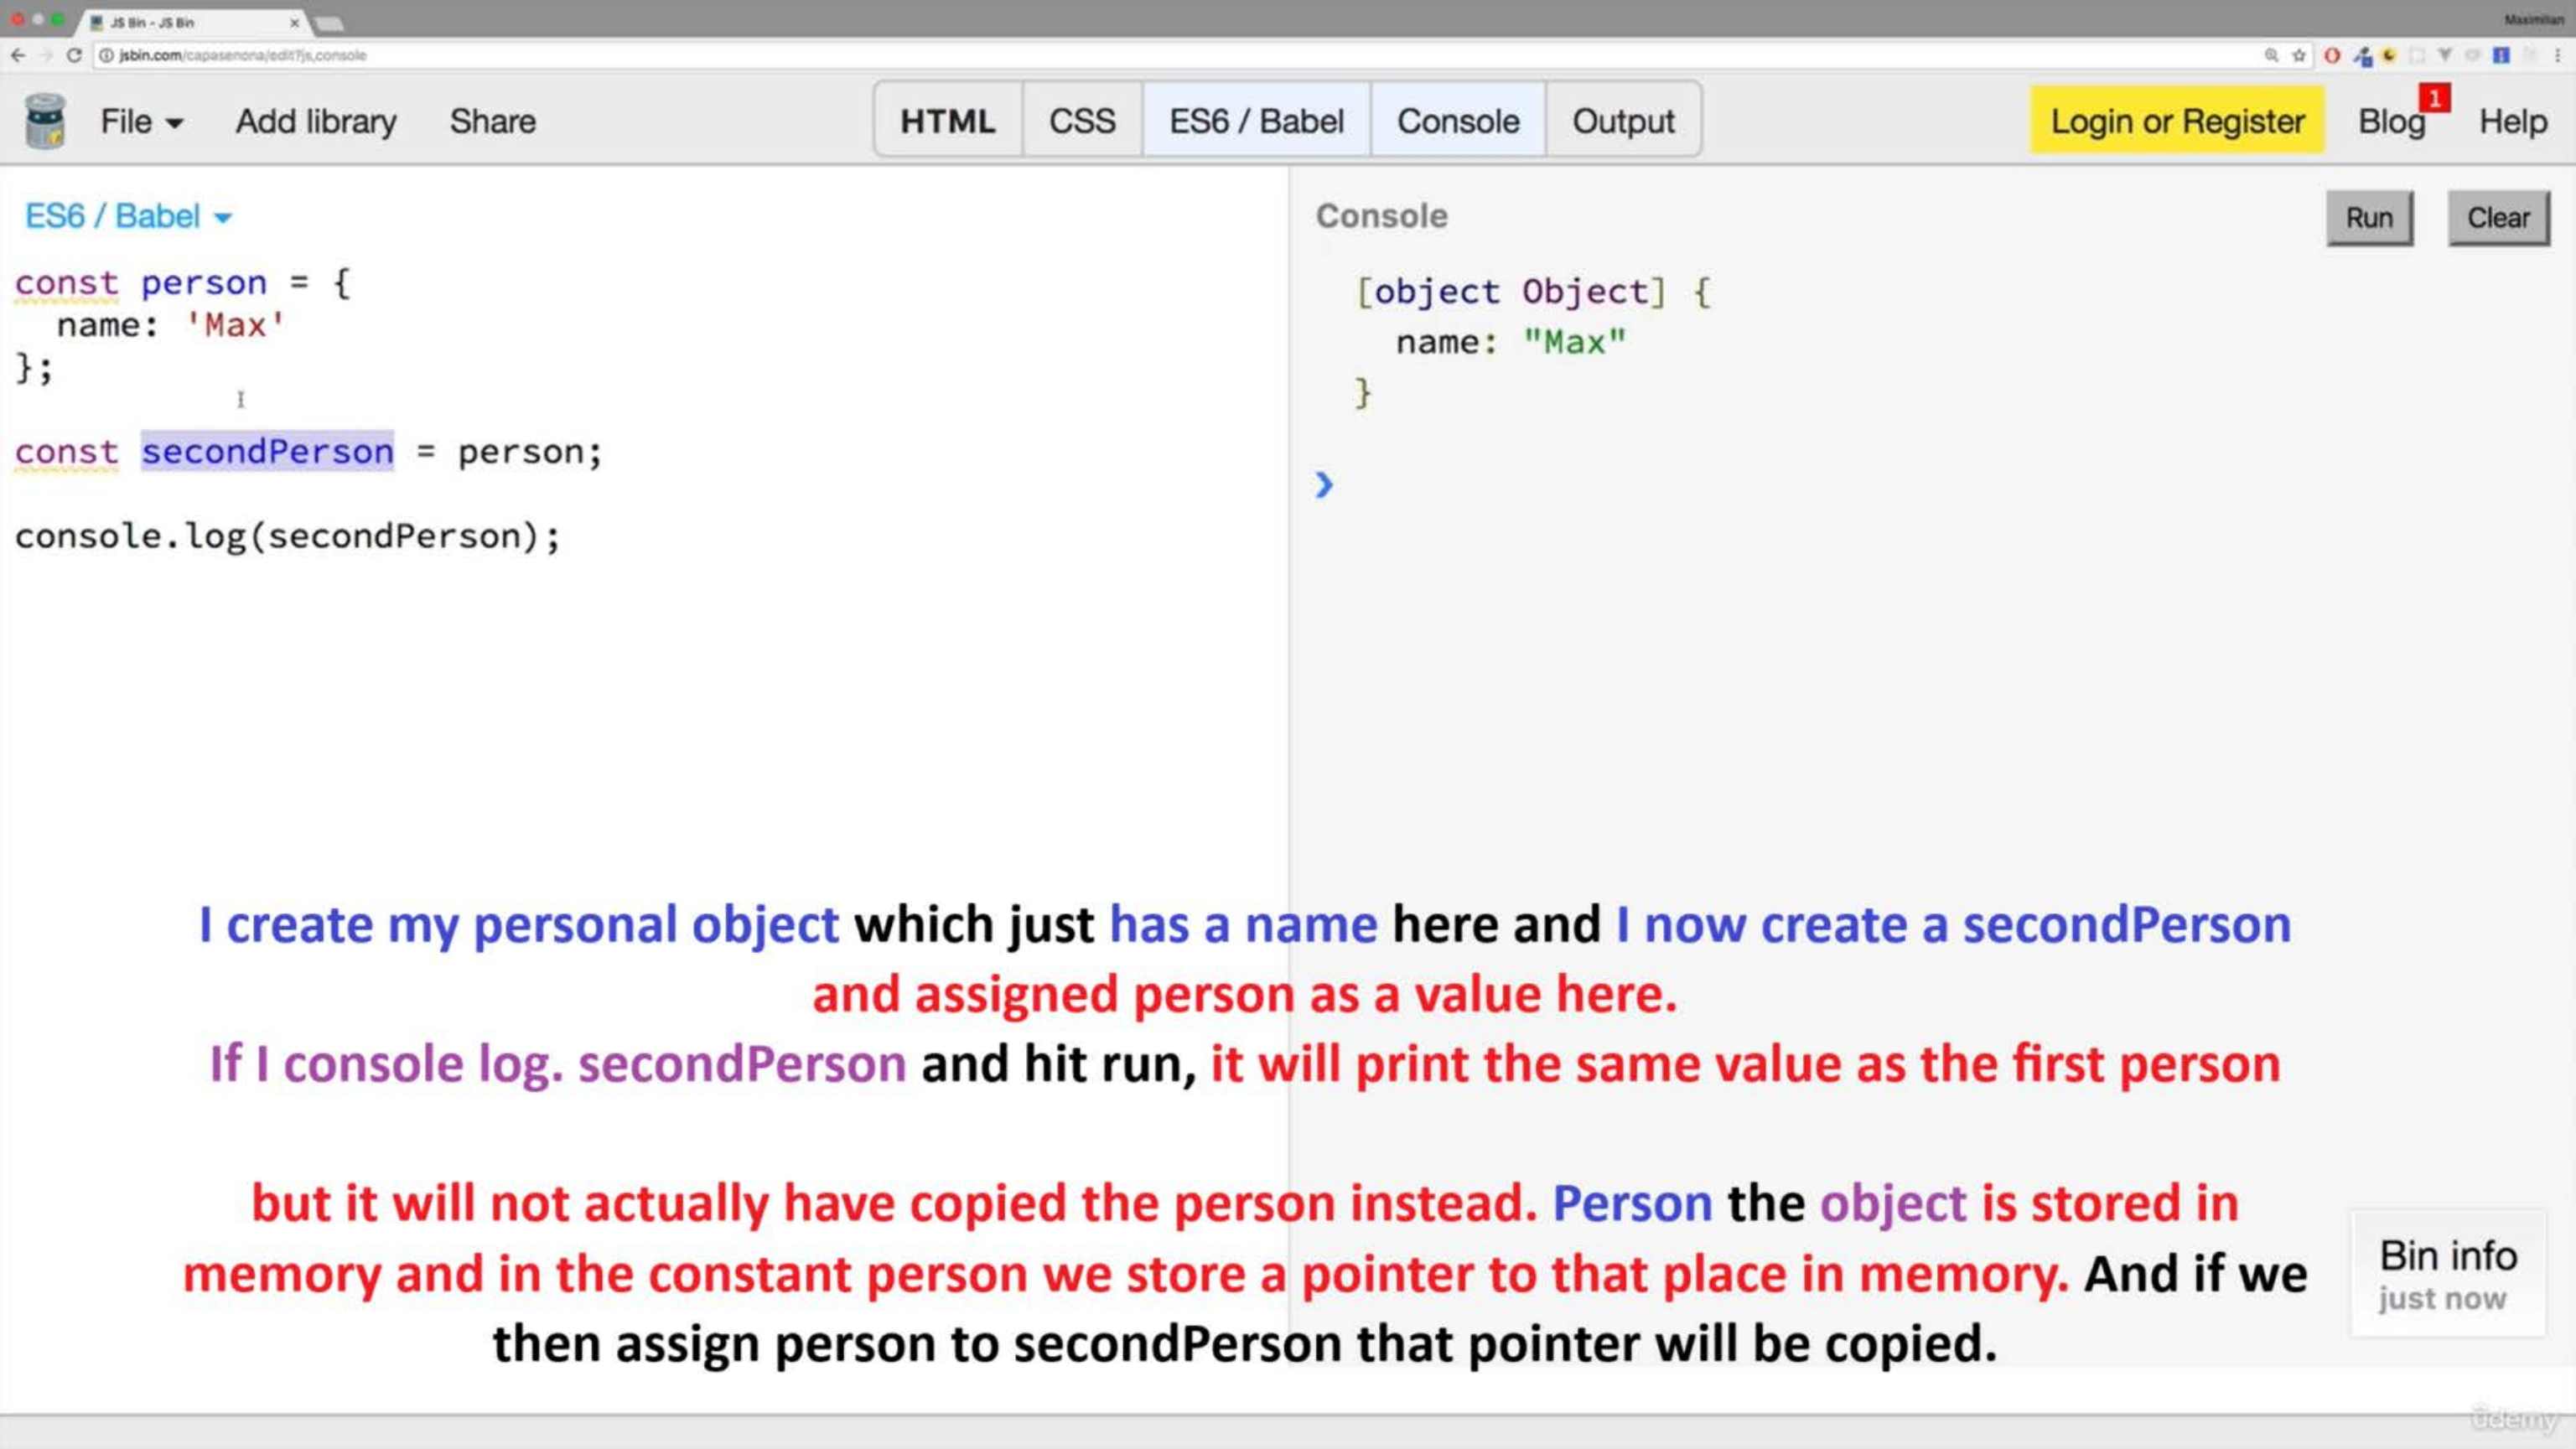 JS Bin - JS Bin
Maximilian
jsbin.com/capasenona/edit?js,console
File Add library Share HTML CSS ES6 / Babel Console Output Login or Register Blog 1 Help
ES6 / Babel
const person = {
name: 'Max'
};
const secondPerson = person;
console.log(secondPerson);
Console
Run Clear
[object Object] {
name: "Max"
}
I create my personal object which just has a name here and I now create a secondPerson
and assigned person as a value here.
If I console log. secondPerson and hit run, it will print the same value as the first person
but it will not actually have copied the person instead. Person the object is stored in
memory and in the constant person we store a pointer to that place in memory. And if we
then assign person to secondPerson that pointer will be copied.
Bin info
just now
udemy